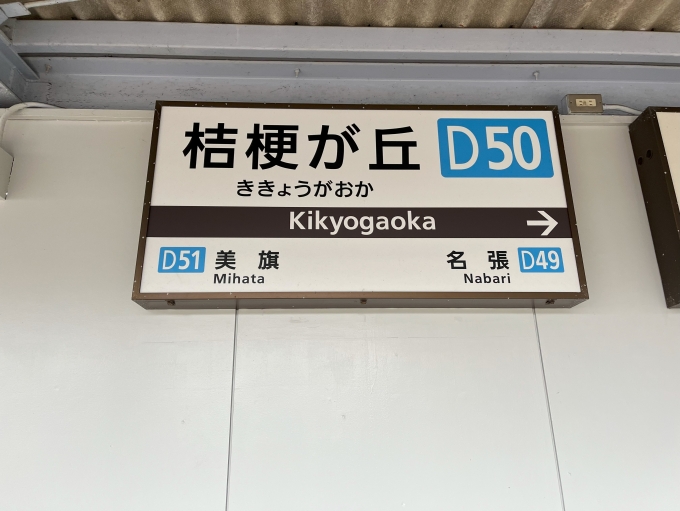 桔梗が丘 D50
ききょうがおか
Kikyogaoka →
D51 美旗 名張 D49
Mihata Nabari